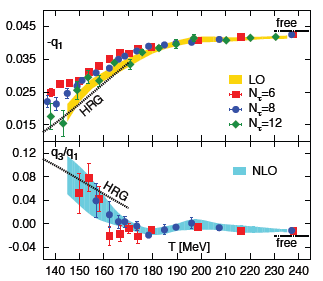 0.045
0.035
0.025
0.015
-q₁
free
HRG
LO
Nτ=6
Nτ=8
Nτ=12
0.12
0.08
0.04
0.00
-0.04
q₃/q₁
HRG
NLO
T [MeV]
free
140 150 160 170 180 190 200 210 220 230 240